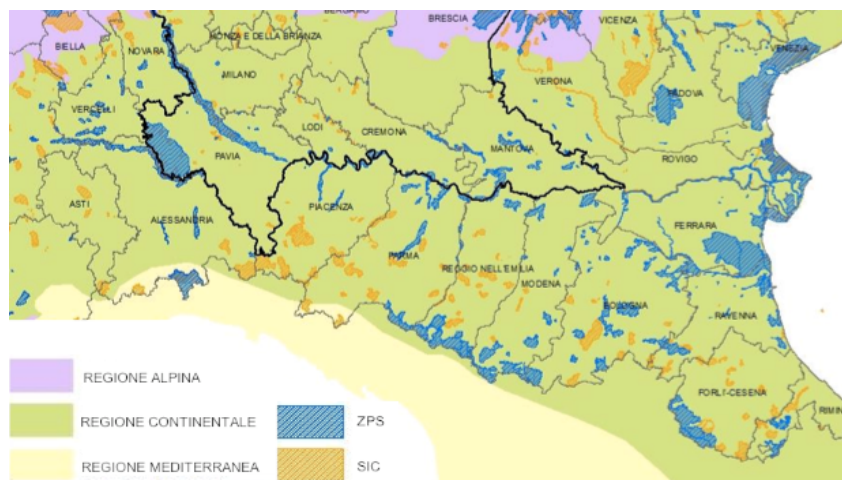 BERGAMO
BRESCIA
VICENZA
BIELLA
NOVARA
MONZA E DELLA BRIANZA
VENEZIA
MILANO
VERONA
PADOVA
VERCELLI
LODI
CREMONA
MANTOVA
PAVIA
ROVIGO
ASTI
PIACENZA
ALESSANDRIA
FERRARA
PARMA
REGGIO NELL'EMILIA
MODENA
BOLOGNA
RAVENNA
REGIONE ALPINA
FORLI'-CESENA
RIMIN
REGIONE CONTINENTALE
ZPS
REGIONE MEDITERRANEA
SIC